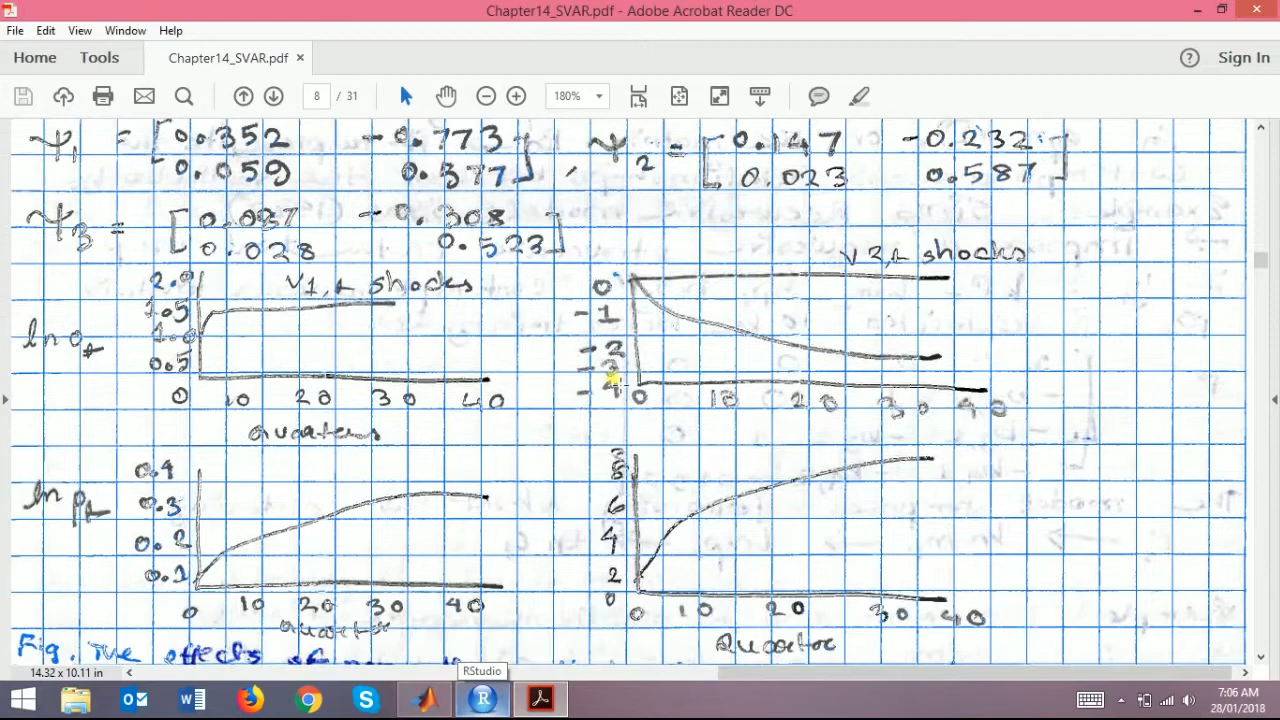 Chapter14_SVAR.pdf - Adobe Acrobat Reader DC
File Edit View Window Help
Home Tools Chapter14_SVAR.pdf × Sign In
8 / 31 180%
Ψ1 = [0.352 -0.773
0.059 0.577] , Ψ2 = [0.147 -0.232
0.023 0.587]
Ψ3 = [0.097 -0.308
0.028 0.523]
v1,t shocks
v2,t shocks
ln ot
2.0
1.5
1.0
0.5
0 10 20 30 40
quarters
0
-1
-2
-3
-4
0 10 20 30 40
ln pt
0.4
0.3
0.2
0.1
0 10 20 30 40
quarter
8
6
4
2
0
0 10 20 30 40
Quarter
Fig. The effects of
14.32 x 10.11 in
RStudio
7:06 AM
28/01/2018